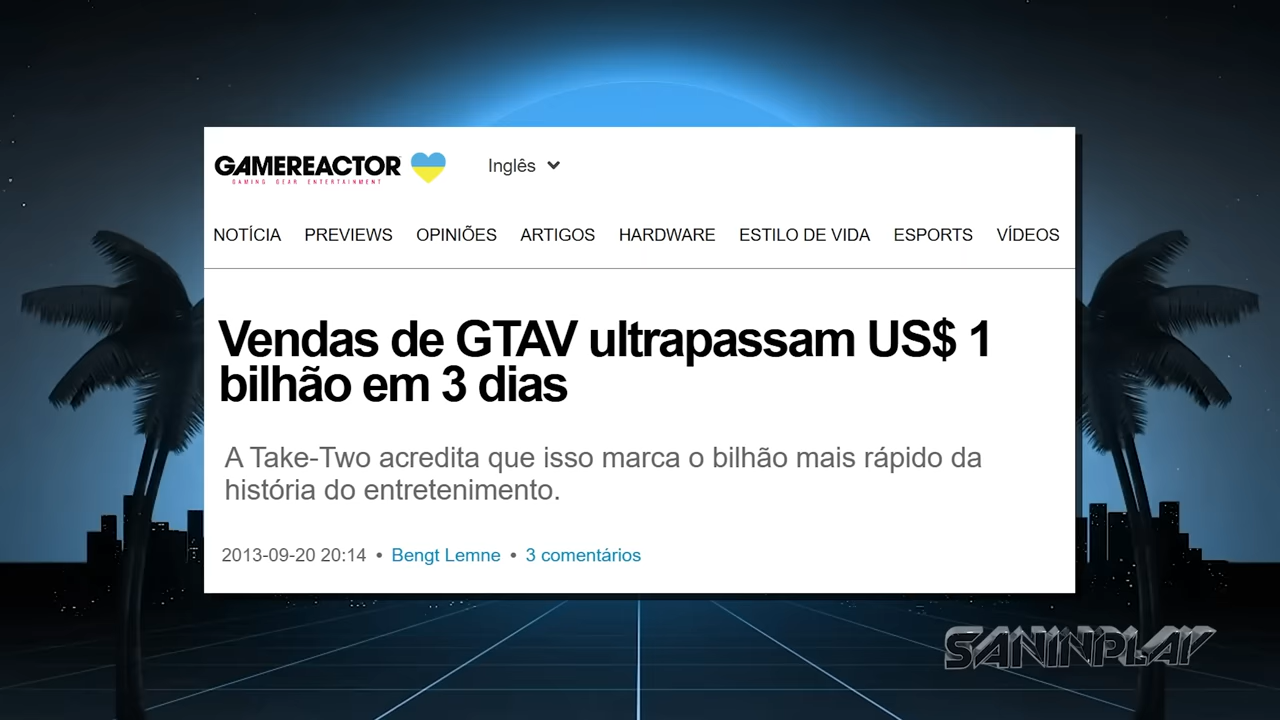 GAMEREACTOR
GAMING GEAR ENTERTAINMENT
Inglês
NOTÍCIA PREVIEWS OPINIÕES ARTIGOS HARDWARE ESTILO DE VIDA ESPORTS VÍDEOS
Vendas de GTAV ultrapassam US$ 1
bilhão em 3 dias
A Take-Two acredita que isso marca o bilhão mais rápido da
história do entretenimento.
2013-09-20 20:14 • Bengt Lemne • 3 comentários
SANINPLAY